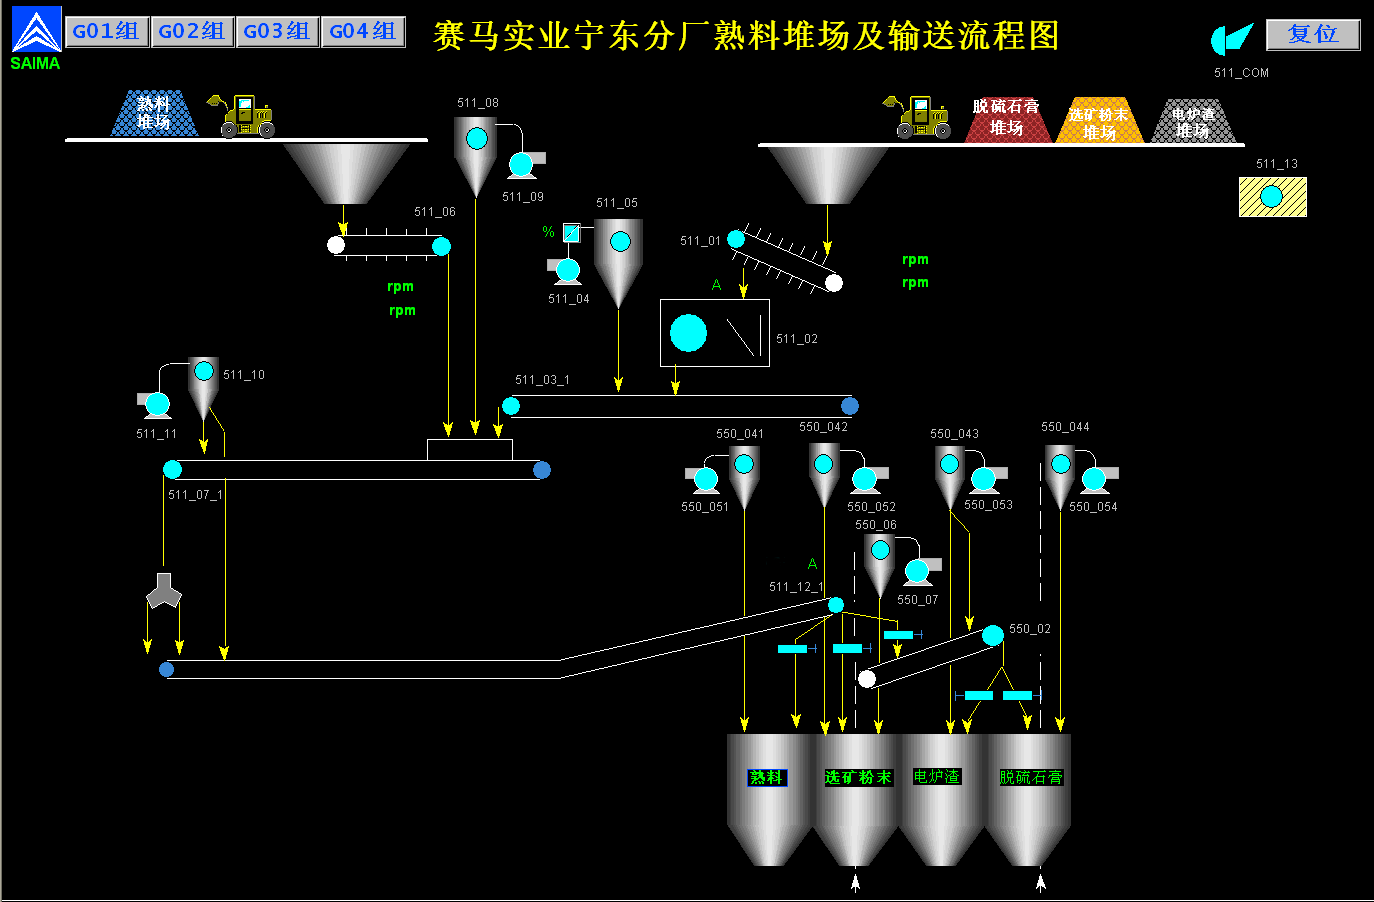 G01组 G02组 G03组 G04组
赛马实业宁东分厂熟料堆场及输送流程图
复位
SAIMA
511_COM
熟料
堆场
511_08
脱硫石膏
堆场
选矿粉末
堆场
电炉渣
堆场
511_13
511_09
511_05
511_06
%
511_01
511_04
A
rpm
rpm
rpm
rpm
511_02
511_10
511_03_1
511_11
550_041
550_042
550_043
550_044
511_07_1
550_051
550_052
550_053
550_054
550_06
A
511_12_1
550_07
550_02
熟料
选矿粉末
电炉渣
脱硫石膏